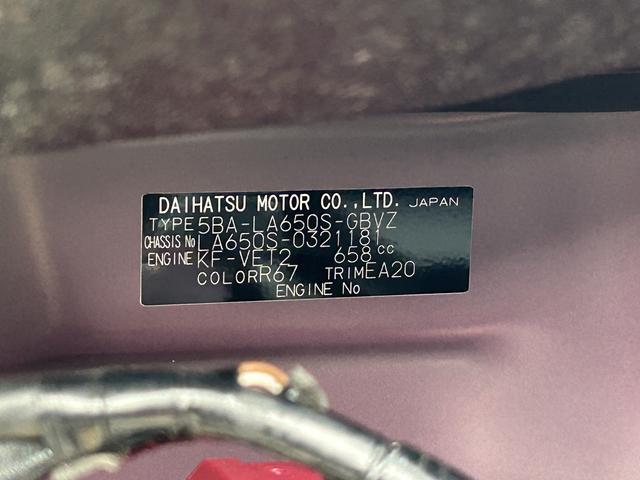 DAIHATSU MOTOR CO.,LTD. JAPAN
TYPE 5BA-LA650S-GBVZ
CHASSIS No LA650S-0321181
ENGINE KF-VET2 658cc
COLOR R67 TRIM EA20
ENGINE No